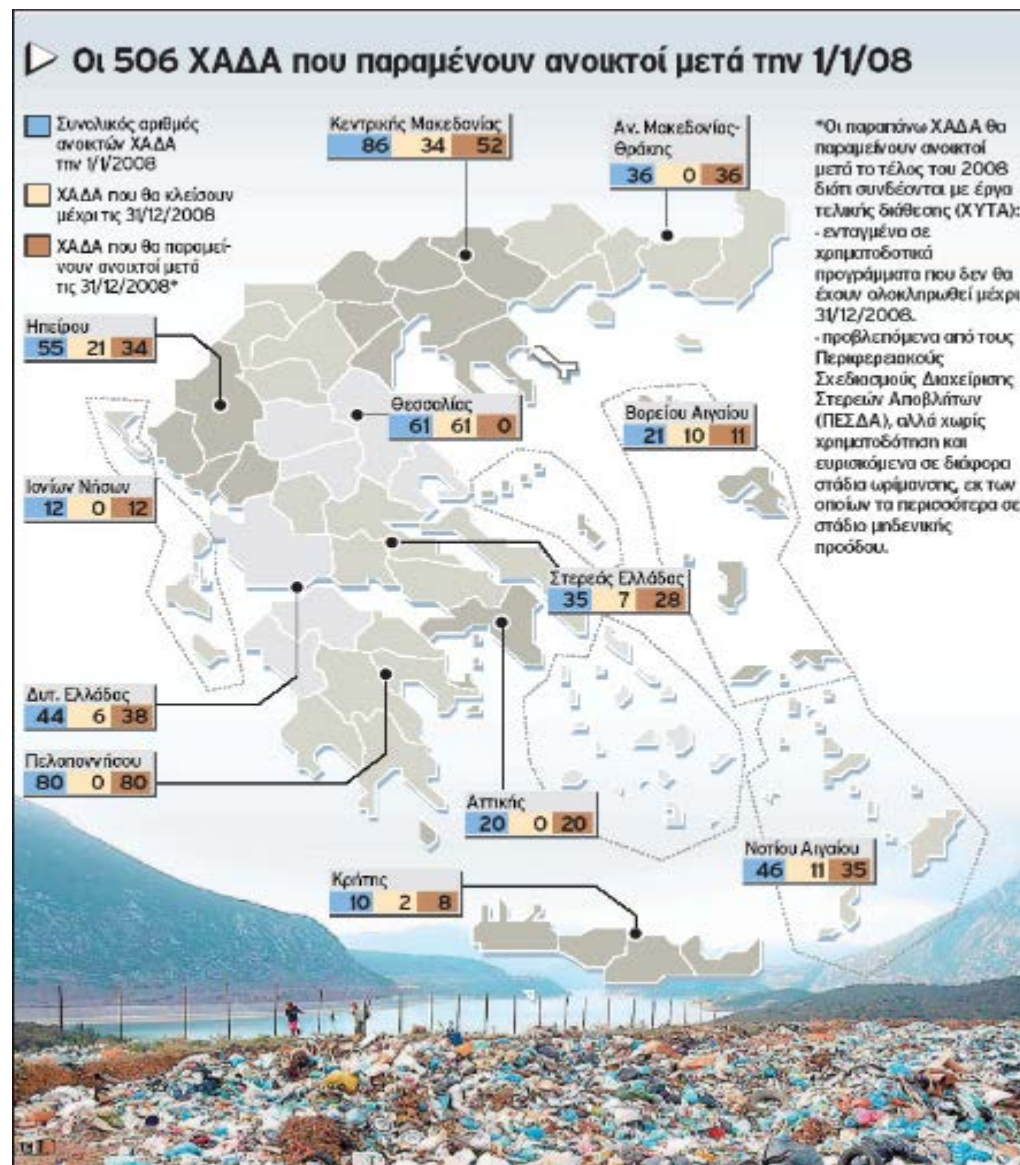 Οι 506 ΧΑΔΑ που παραμένουν ανοικτοί μετά την 1/1/08
Συνολικός αριθμός
ανοικτών ΧΑΔΑ
την 1/1/2008
ΧΑΔΑ που θα κλείσουν
μέχρι τις 31/12/2008
ΧΑΔΑ που θα παραμεί-
νουν ανοικτοί μετά
τις 31/12/2008*
Κεντρικής Μακεδονίας
86 34 52
Αν. Μακεδονίας-
Θράκης
36 0 36
*Οι παραπάνω ΧΑΔΑ θα
παραμείνουν ανοικτοί
μετά το τέλος του 2008
διότι συνδέονται με έργα
τελικής διάθεσης (ΧΥΤΑ):
- ενταγμένα σε
χρηματοδοτικά
προγράμματα που δεν θα
έχουν ολοκληρωθεί μέχρι
31/12/2008.
- προβλεπόμενα από τους
Περιφερειακούς
Σχεδιασμούς Διαχείρισης
Στερεών Αποβλήτων
(ΠΕΣΔΑ), αλλά χωρίς
χρηματοδότηση και
ευρισκόμενα σε διάφορα
στάδια ωρίμανσης, εκ των
οποίων τα περισσότερα σε
στάδιο μηδενικής
προόδου.
Ηπείρου
55 21 34
Θεσσαλίας
61 61 0
Βορείου Αιγαίου
21 10 11
Ιονίων Νήσων
12 0 12
Στερεάς Ελλάδας
35 7 28
Δυτ. Ελλάδας
44 6 38
Πελοποννήσου
80 0 80
Αττικής
20 0 20
Νοτίου Αιγαίου
46 11 35
Κρήτης
10 2 8